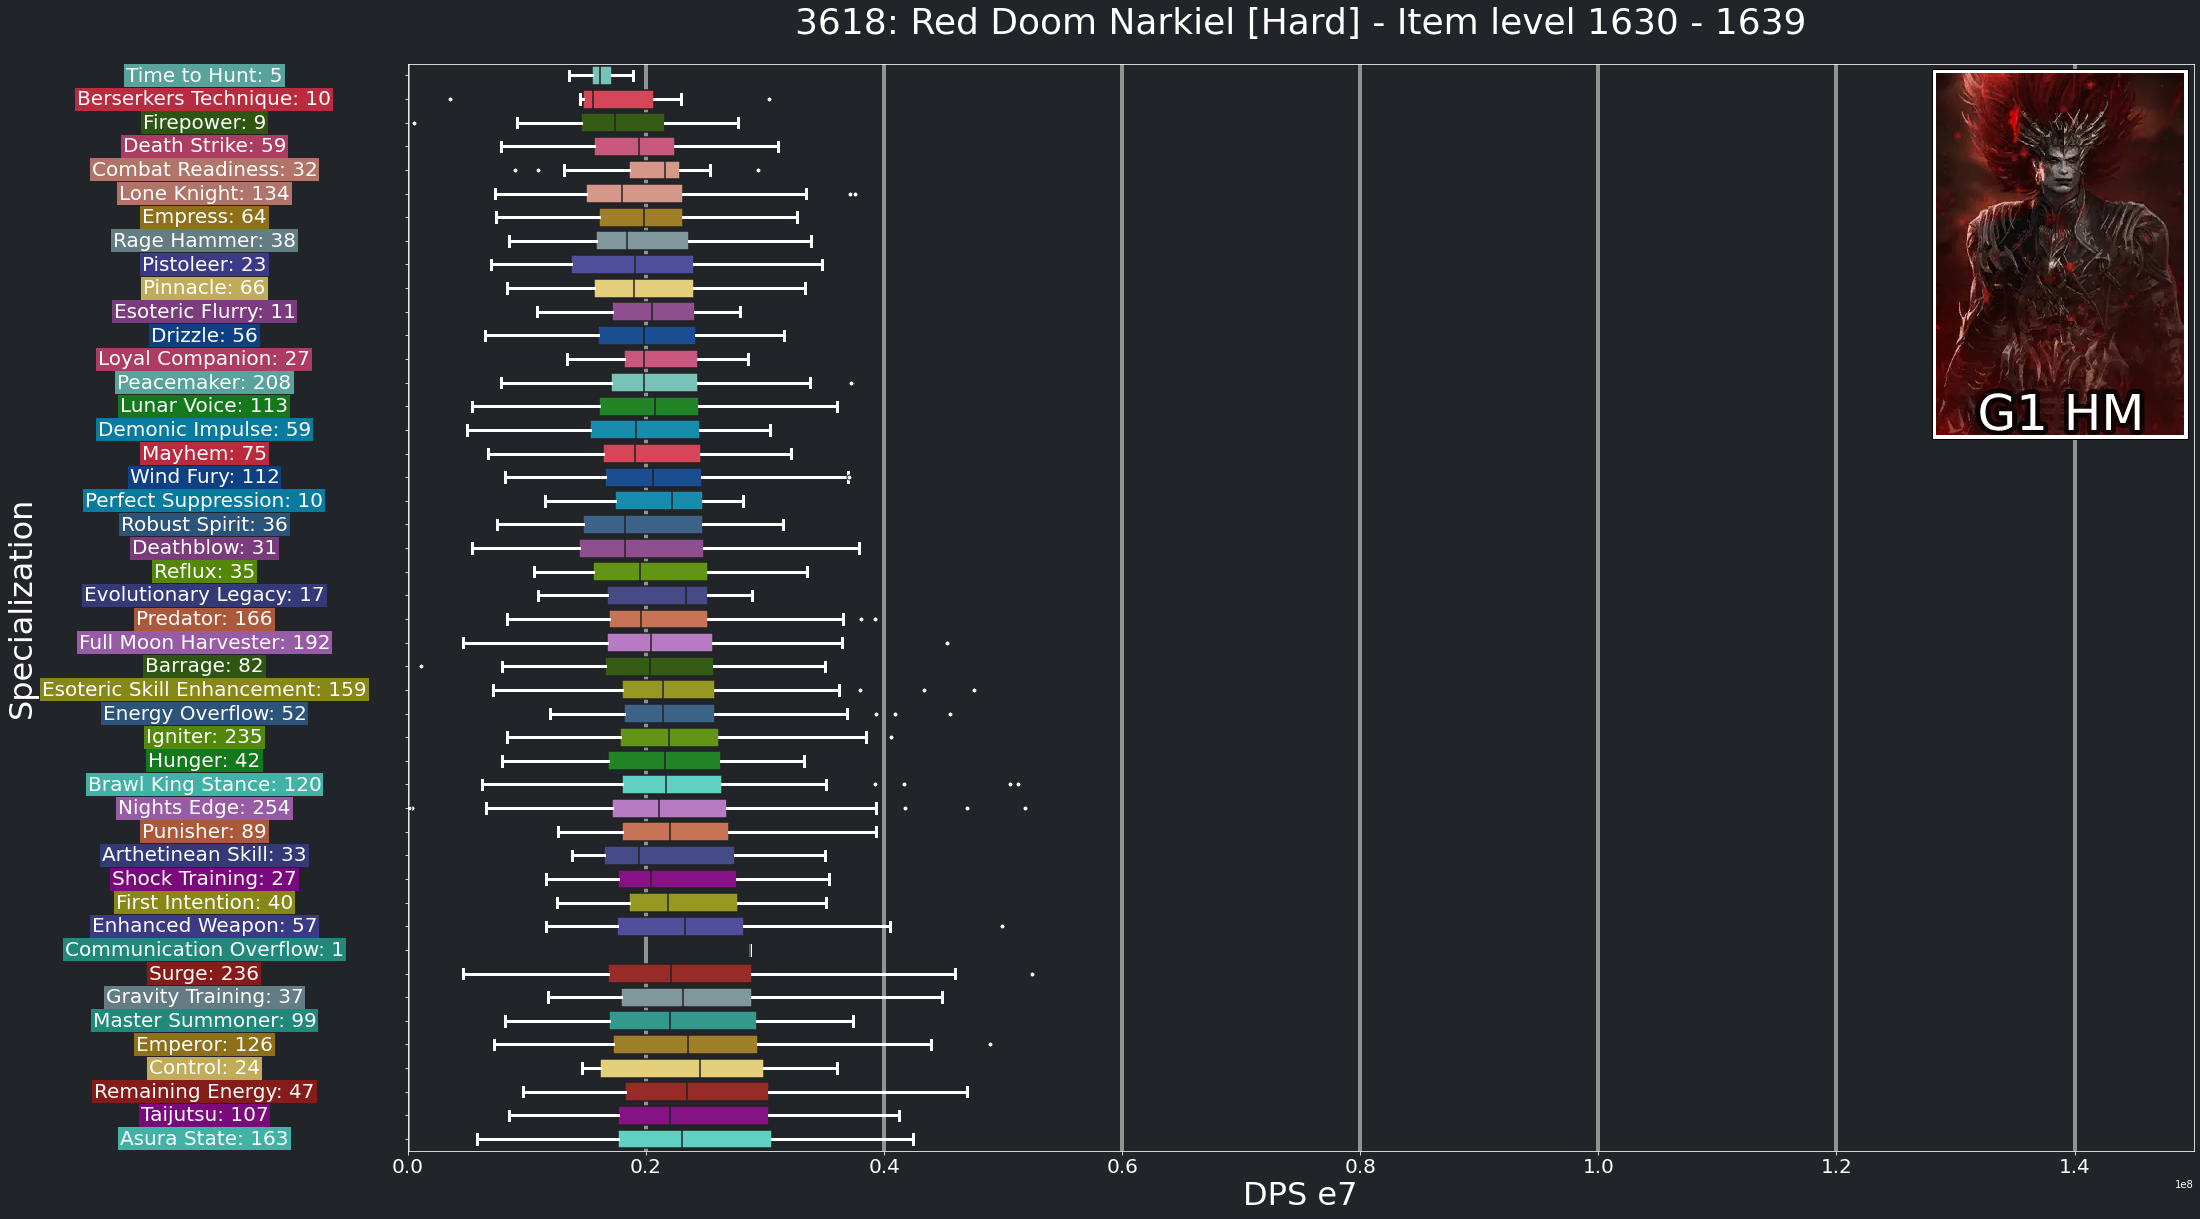 3618: Red Doom Narkiel [Hard] - Item level 1630 - 1639
Time to Hunt: 5
Berserkers Technique: 10
Firepower: 9
Death Strike: 59
Combat Readiness: 32
Lone Knight: 134
Empress: 64
Rage Hammer: 38
Pistoleer: 23
Pinnacle: 66
Esoteric Flurry: 11
Drizzle: 56
Loyal Companion: 27
Peacemaker: 208
Lunar Voice: 113
Demonic Impulse: 59
Mayhem: 75
Wind Fury: 112
Perfect Suppression: 10
Robust Spirit: 36
Deathblow: 31
Reflux: 35
Evolutionary Legacy: 17
Predator: 166
Full Moon Harvester: 192
Barrage: 82
Esoteric Skill Enhancement: 159
Energy Overflow: 52
Igniter: 235
Hunger: 42
Brawl King Stance: 120
Nights Edge: 254
Punisher: 89
Arthetinean Skill: 33
Shock Training: 27
First Intention: 40
Enhanced Weapon: 57
Communication Overflow: 1
Surge: 236
Gravity Training: 37
Master Summoner: 99
Emperor: 126
Control: 24
Remaining Energy: 47
Taijutsu: 107
Asura State: 163
Specialization
G1 HM
0.0 0.2 0.4 0.6 0.8 1.0 1.2 1.4
1e8
DPS e7